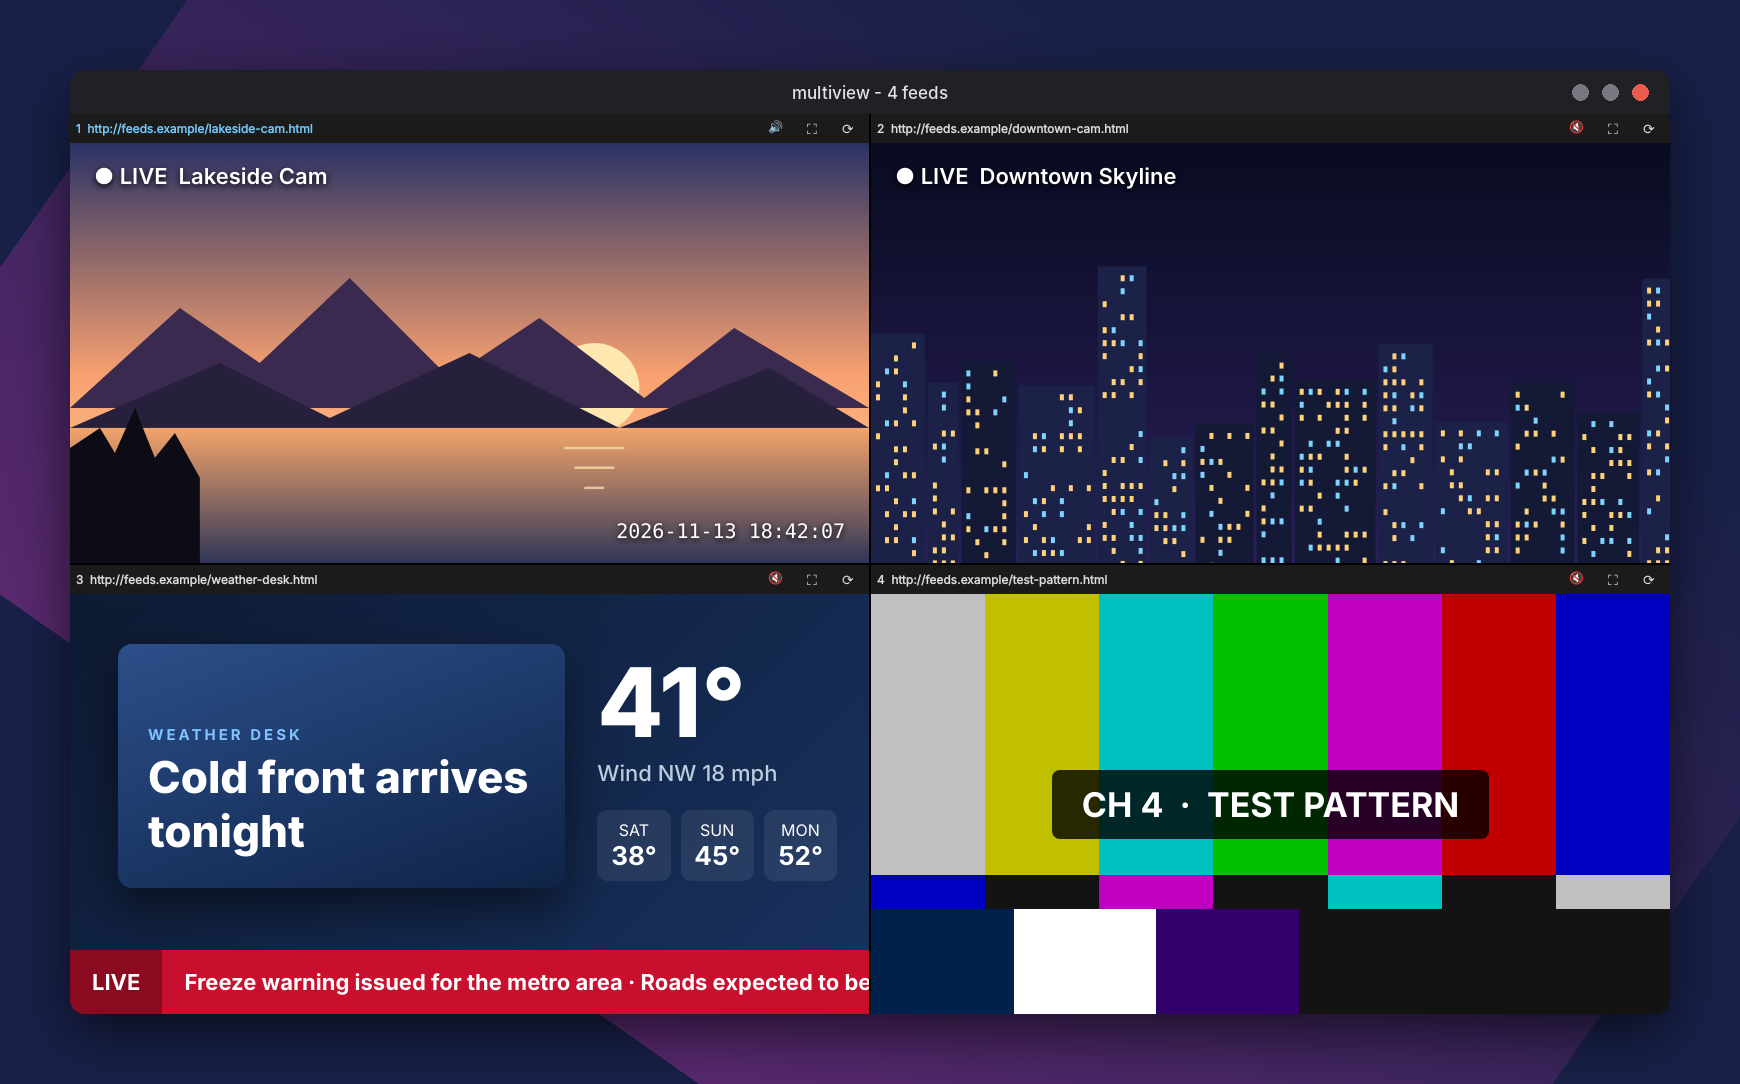 multiview - 4 feeds
1 http://feeds.example/lakeside-cam.html
LIVE Lakeside Cam
2026-11-13 18:42:07
2 http://feeds.example/downtown-cam.html
LIVE Downtown Skyline
3 http://feeds.example/weather-desk.html
WEATHER DESK
Cold front arrives
tonight
41°
Wind NW 18 mph
SAT SUN MON
38° 45° 52°
LIVE Freeze warning issued for the metro area · Roads expected to be
4 http://feeds.example/test-pattern.html
CH 4 · TEST PATTERN